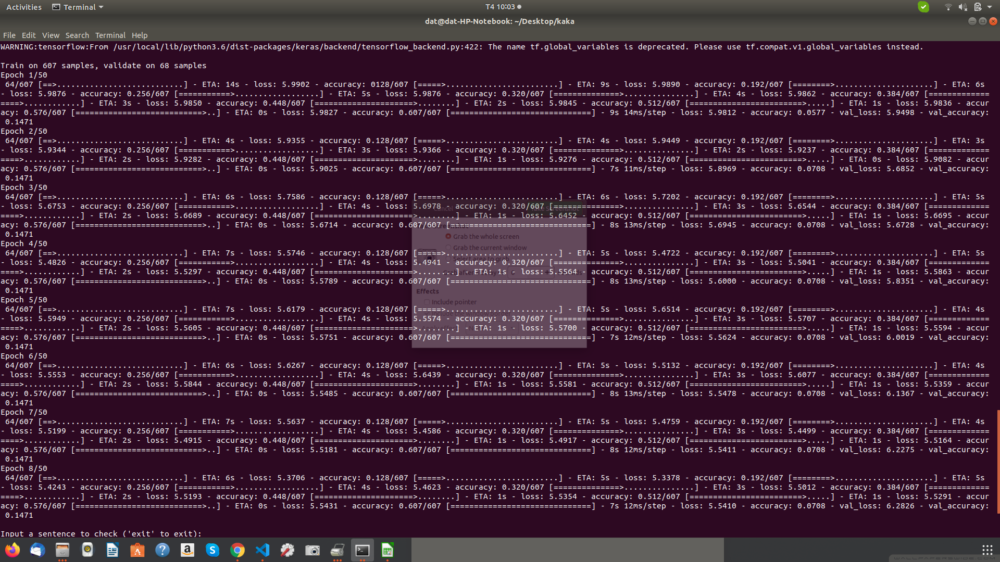 Activities Terminal T4 10:03
dat@dat-HP-Notebook: ~/Desktop/kaka
File Edit View Search Terminal Help
WARNING:tensorflow:From /usr/local/lib/python3.6/dist-packages/keras/backend/tensorflow_backend.py:422: The name tf.global_variables is deprecated. Please use tf.compat.v1.global_variables instead.
Train on 607 samples, validate on 68 samples
Epoch 1/50
64/607 [==>...........................] - ETA: 14s - loss: 5.9902 - accuracy: 0128/607 [=====>........................] - ETA: 9s - loss: 5.9890 - accuracy: 0.192/607 [========>.....................] - ETA: 6s
- loss: 5.9876 - accuracy: 0.256/607 [===========>..................] - ETA: 5s - loss: 5.9876 - accuracy: 0.320/607 [==============>...............] - ETA: 4s - loss: 5.9862 - accuracy: 0.384/607 [=============
====>............] - ETA: 3s - loss: 5.9850 - accuracy: 0.448/607 [=====================>........] - ETA: 2s - loss: 5.9845 - accuracy: 0.512/607 [========================>.....] - ETA: 1s - loss: 5.9836 - accur
acy: 0.576/607 [===========================>..] - ETA: 0s - loss: 5.9827 - accuracy: 0.607/607 [==============================] - 9s 14ms/step - loss: 5.9812 - accuracy: 0.0577 - val_loss: 5.9498 - val_accuracy:
0.1471
Epoch 2/50
64/607 [==>...........................] - ETA: 4s - loss: 5.9355 - accuracy: 0.128/607 [=====>........................] - ETA: 4s - loss: 5.9449 - accuracy: 0.192/607 [========>.....................] - ETA: 3s
- loss: 5.9344 - accuracy: 0.256/607 [===========>..................] - ETA: 3s - loss: 5.9366 - accuracy: 0.320/607 [==============>...............] - ETA: 2s - loss: 5.9237 - accuracy: 0.384/607 [=============
====>............] - ETA: 2s - loss: 5.9282 - accuracy: 0.448/607 [=====================>........] - ETA: 1s - loss: 5.9276 - accuracy: 0.512/607 [========================>.....] - ETA: 0s - loss: 5.9082 - accur
acy: 0.576/607 [===========================>..] - ETA: 0s - loss: 5.9025 - accuracy: 0.607/607 [==============================] - 7s 11ms/step - loss: 5.8969 - accuracy: 0.0708 - val_loss: 5.6852 - val_accuracy:
0.1471
Epoch 3/50
64/607 [==>...........................] - ETA: 6s - loss: 5.7586 - accuracy: 0.128/607 [=====>........................] - ETA: 6s - loss: 5.7202 - accuracy: 0.192/607 [========>.....................] - ETA: 5s
- loss: 5.6753 - accuracy: 0.256/607 [===========>..................] - ETA: 4s - loss: 5.6978 - accuracy: 0.320/607 [==============>...............] - ETA: 3s - loss: 5.6544 - accuracy: 0.384/607 [=============
====>............] - ETA: 2s - loss: 5.6689 - accuracy: 0.448/607 [=====================>........] - ETA: 1s - loss: 5.6452 - accuracy: 0.512/607 [========================>.....] - ETA: 1s - loss: 5.6695 - accur
acy: 0.576/607 [===========================>..] - ETA: 0s - loss: 5.6714 - accuracy: 0.607/607 [==============================] - 8s 13ms/step - loss: 5.6945 - accuracy: 0.0708 - val_loss: 5.6728 - val_accuracy:
0.1471
Grab the whole screen
Epoch 4/50
Grab the current window
64/607 [==>...........................] - ETA: 7s - loss: 5.5746 - accuracy: 0.128/607 [=====>........................] - ETA: 5s - loss: 5.4722 - accuracy: 0.192/607 [========>.....................] - ETA: 5s
Select area to grab
- loss: 5.4826 - accuracy: 0.256/607 [===========>..................] - ETA: 4s - loss: 5.4941 - accuracy: 0.320/607 [==============>...............] - ETA: 3s - loss: 5.5041 - accuracy: 0.384/607 [=============
====>............] - ETA: 2s - loss: 5.5297 - accuracy: 0.448/607 [=====================>........] - ETA: 1s - loss: 5.5564 - accuracy: 0.512/607 [========================>.....] - ETA: 1s - loss: 5.5863 - accur
acy: 0.576/607 [===========================>..] - ETA: 0s - loss: 5.5789 - accuracy: 0.607/607 [==============================] - 8s 13ms/step - loss: 5.6000 - accuracy: 0.0708 - val_loss: 5.8351 - val_accuracy:
0.1471
Effects
Epoch 5/50
Include pointer
64/607 [==>...........................] - ETA: 7s - loss: 5.6179 - accuracy: 0.128/607 [=====>........................] - ETA: 5s - loss: 5.6514 - accuracy: 0.192/607 [========>.....................] - ETA: 4s
- loss: 5.5949 - accuracy: 0.256/607 [===========>..................] - ETA: 4s - loss: 5.5574 - accuracy: 0.320/607 [==============>...............] - ETA: 3s - loss: 5.5707 - accuracy: 0.384/607 [=============
====>............] - ETA: 2s - loss: 5.5605 - accuracy: 0.448/607 [=====================>........] - ETA: 1s - loss: 5.5700 - accuracy: 0.512/607 [========================>.....] - ETA: 1s - loss: 5.5594 - accur
acy: 0.576/607 [===========================>..] - ETA: 0s - loss: 5.5751 - accuracy: 0.607/607 [==============================] - 7s 12ms/step - loss: 5.5624 - accuracy: 0.0708 - val_loss: 6.0019 - val_accuracy:
0.1471
Epoch 6/50
64/607 [==>...........................] - ETA: 6s - loss: 5.6267 - accuracy: 0.128/607 [=====>........................] - ETA: 5s - loss: 5.5132 - accuracy: 0.192/607 [========>.....................] - ETA: 4s
- loss: 5.5553 - accuracy: 0.256/607 [===========>..................] - ETA: 4s - loss: 5.6439 - accuracy: 0.320/607 [==============>...............] - ETA: 3s - loss: 5.6077 - accuracy: 0.384/607 [=============
====>............] - ETA: 2s - loss: 5.5844 - accuracy: 0.448/607 [=====================>........] - ETA: 1s - loss: 5.5581 - accuracy: 0.512/607 [========================>.....] - ETA: 1s - loss: 5.5359 - accur
acy: 0.576/607 [===========================>..] - ETA: 0s - loss: 5.5485 - accuracy: 0.607/607 [==============================] - 8s 13ms/step - loss: 5.5478 - accuracy: 0.0708 - val_loss: 6.1367 - val_accuracy:
0.1471
Epoch 7/50
64/607 [==>...........................] - ETA: 7s - loss: 5.5637 - accuracy: 0.128/607 [=====>........................] - ETA: 5s - loss: 5.4759 - accuracy: 0.192/607 [========>.....................] - ETA: 4s
- loss: 5.5199 - accuracy: 0.256/607 [===========>..................] - ETA: 4s - loss: 5.4586 - accuracy: 0.320/607 [==============>...............] - ETA: 3s - loss: 5.4499 - accuracy: 0.384/607 [=============
====>............] - ETA: 2s - loss: 5.4915 - accuracy: 0.448/607 [=====================>........] - ETA: 1s - loss: 5.4917 - accuracy: 0.512/607 [========================>.....] - ETA: 1s - loss: 5.5164 - accur
acy: 0.576/607 [===========================>..] - ETA: 0s - loss: 5.5181 - accuracy: 0.607/607 [==============================] - 8s 12ms/step - loss: 5.5411 - accuracy: 0.0708 - val_loss: 6.2275 - val_accuracy:
0.1471
Epoch 8/50
64/607 [==>...........................] - ETA: 6s - loss: 5.3706 - accuracy: 0.128/607 [=====>........................] - ETA: 5s - loss: 5.3378 - accuracy: 0.192/607 [========>.....................] - ETA: 5s
- loss: 5.4243 - accuracy: 0.256/607 [===========>..................] - ETA: 4s - loss: 5.4623 - accuracy: 0.320/607 [==============>...............] - ETA: 3s - loss: 5.5012 - accuracy: 0.384/607 [=============
====>............] - ETA: 2s - loss: 5.5193 - accuracy: 0.448/607 [=====================>........] - ETA: 1s - loss: 5.5354 - accuracy: 0.512/607 [========================>.....] - ETA: 1s - loss: 5.5291 - accur
acy: 0.576/607 [===========================>..] - ETA: 0s - loss: 5.5431 - accuracy: 0.607/607 [==============================] - 7s 12ms/step - loss: 5.5410 - accuracy: 0.0708 - val_loss: 6.2826 - val_accuracy:
0.1471
Input a sentence to check ('exit' to exit):